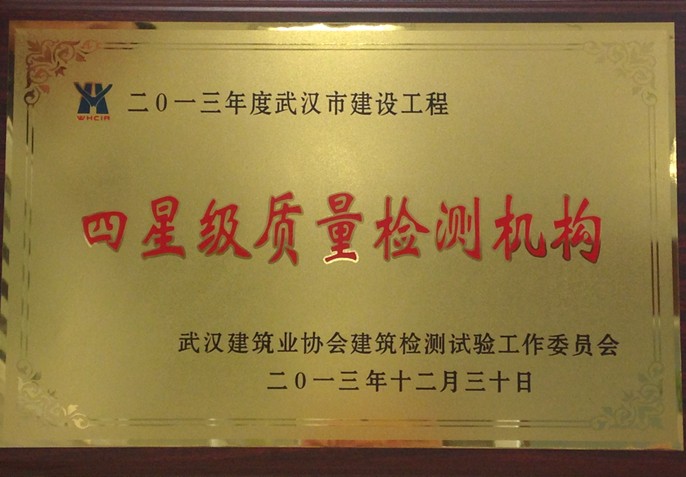 WHCIA
二0一三年度武汉市建设工程
四星级质量检测机构
武汉建筑业协会建筑检测试验工作委员会
二0一三年十二月三十日